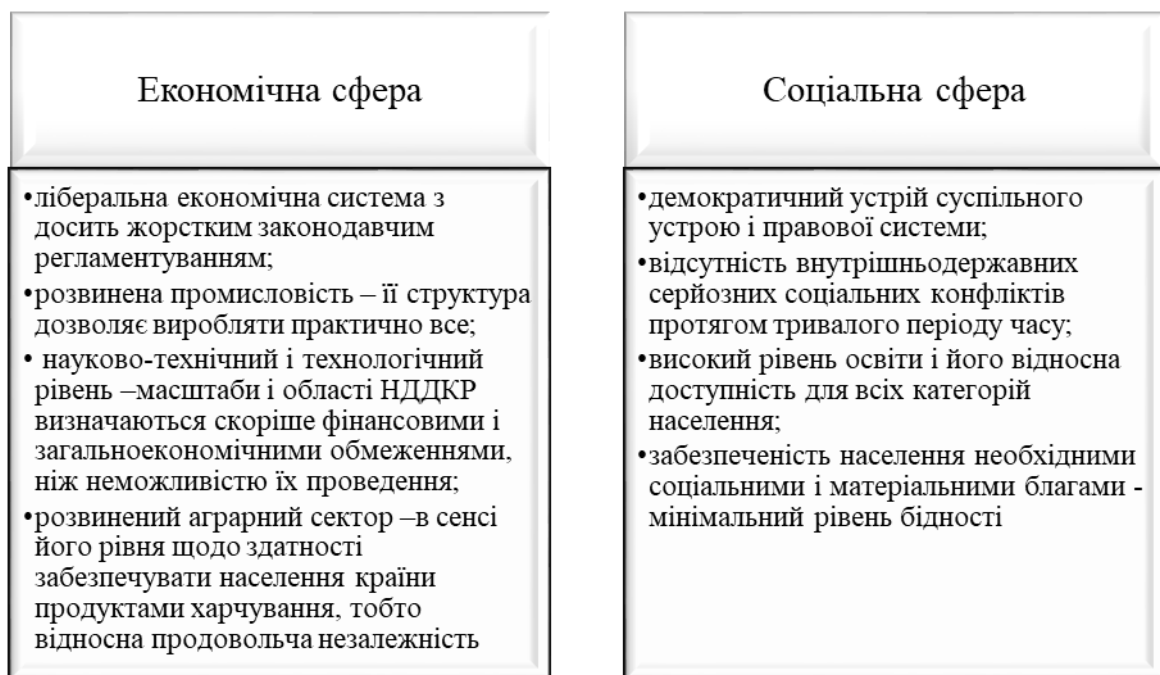 Економічна сфера
•ліберальна економічна система з
досить жорстким законодавчим
регламентуванням;
•розвинена промисловість – її структура
дозволяє виробляти практично все;
• науково-технічний і технологічний
рівень –масштаби і області НДДКР
визначаються скоріше фінансовими і
загальноекономічними обмеженнями,
ніж неможливістю їх проведення;
•розвинений аграрний сектор –в сенсі
його рівня щодо здатності
забезпечувати населення країни
продуктами харчування, тобто
відносна продовольча незалежність
Соціальна сфера
•демократичний устрій суспільного
устрою і правової системи;
•відсутність внутрішньодержавних
серйозних соціальних конфліктів
протягом тривалого періоду часу;
•високий рівень освіти і його відносна
доступність для всіх категорій
населення;
•забезпеченість населення необхідними
соціальними і матеріальними благами -
мінімальний рівень бідності